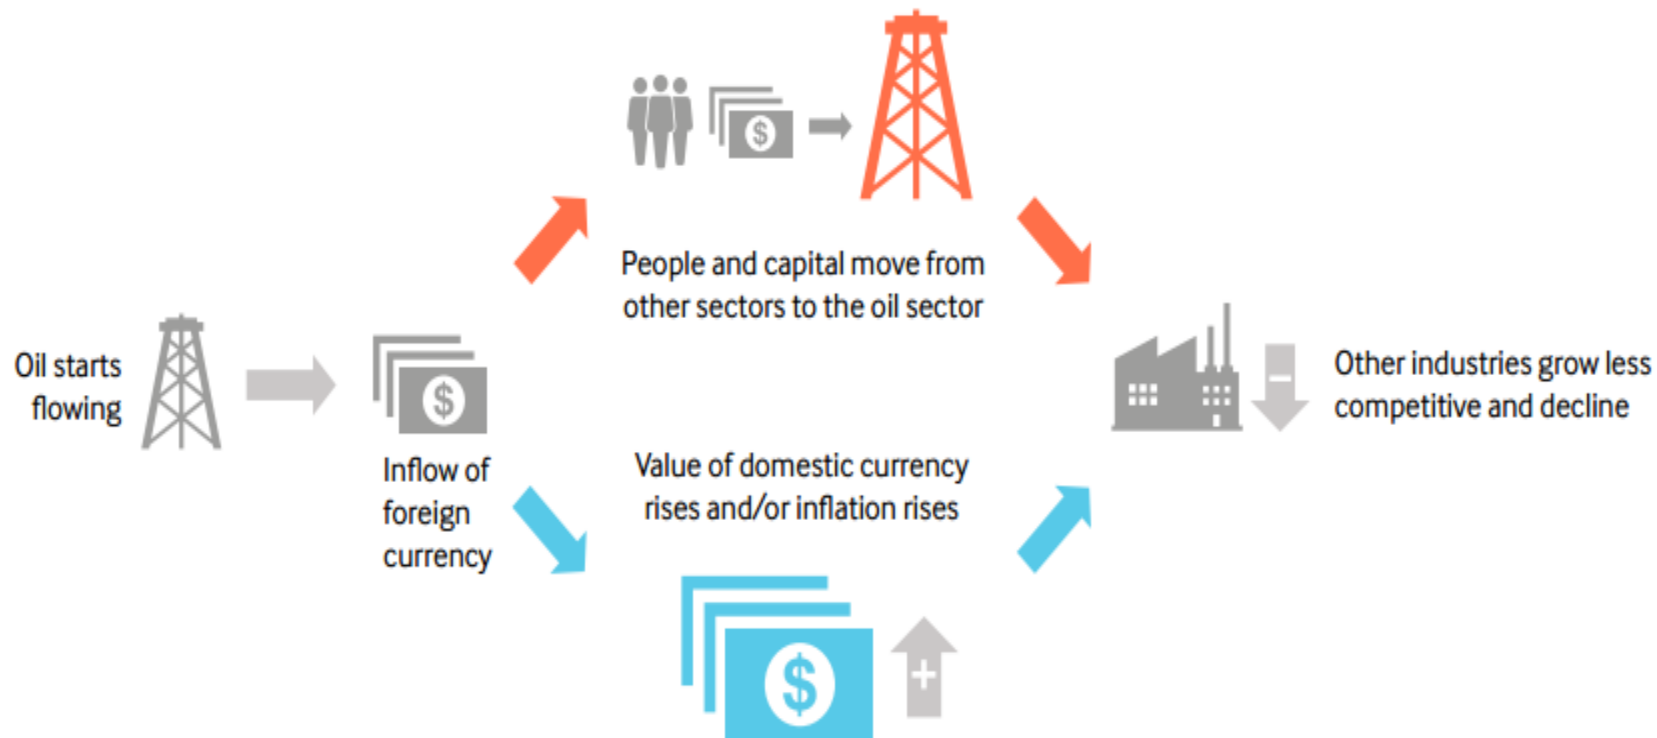 Oil starts
flowing
$
Inflow of
foreign
currency
$
People and capital move from
other sectors to the oil sector
Value of domestic currency
rises and/or inflation rises
$
+
-
Other industries grow less
competitive and decline